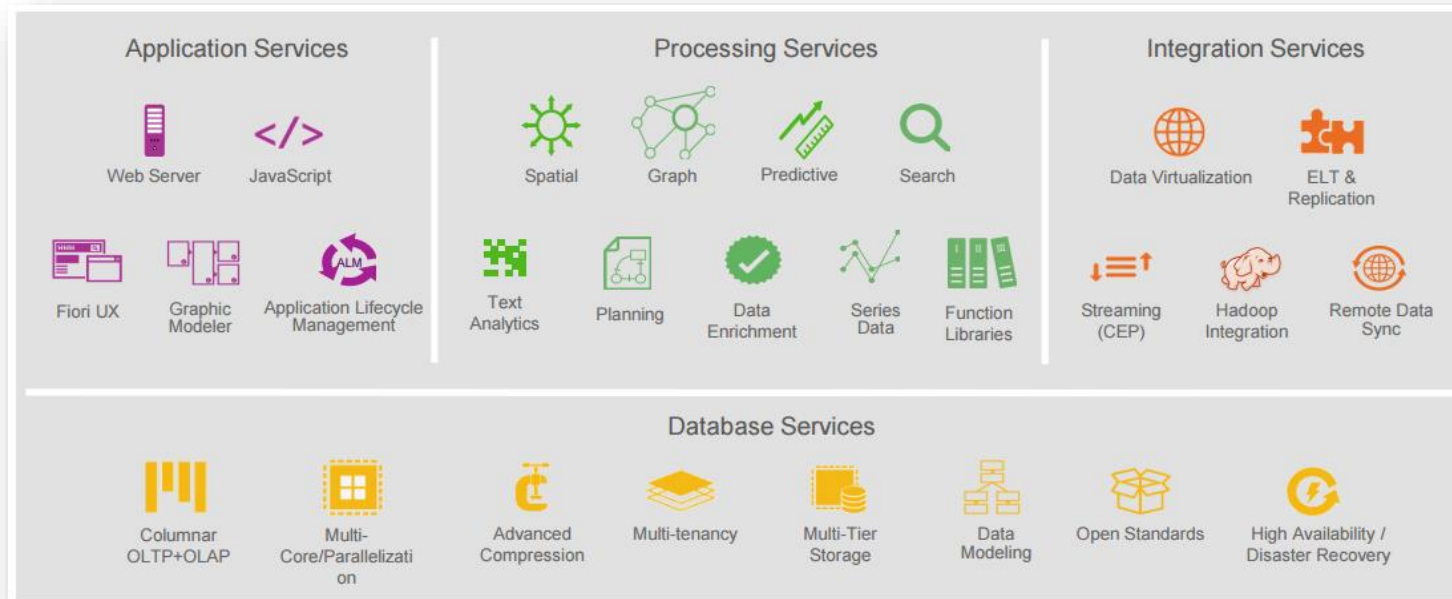 Application Services
Web Server
JavaScript
Fiori UX
Graphic
Modeler
ALM
Application Lifecycle
Management
Processing Services
Spatial
Graph
Predictive
Search
Text
Analytics
Planning
Data
Enrichment
Series
Data
I II III
Function
Libraries
Integration Services
Data Virtualization
ELT &
Replication
Streaming
(CEP)
Hadoop
Integration
Remote Data
Sync
Database Services
Columnar
OLTP+OLAP
Multi-
Core/Parallelizati
on
Advanced
Compression
Multi-tenancy
Multi-Tier
Storage
Data
Modeling
Open Standards
High Availability /
Disaster Recovery